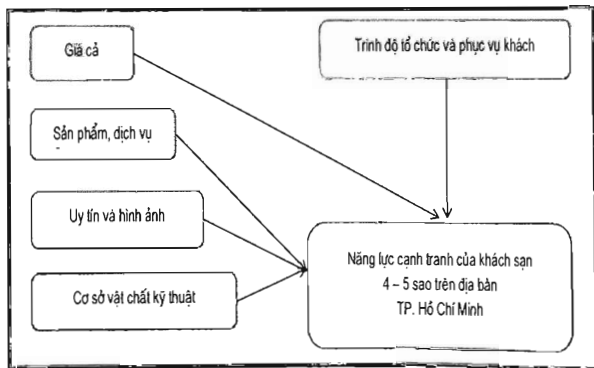 Giá cả
Trình độ tổ chức và phục vụ khách
Sản phẩm, dịch vụ
Uy tín và hình ảnh
Cơ sở vật chất kỹ thuật
Năng lực cạnh tranh của khách sạn
4 – 5 sao trên địa bàn
TP. Hồ Chí Minh